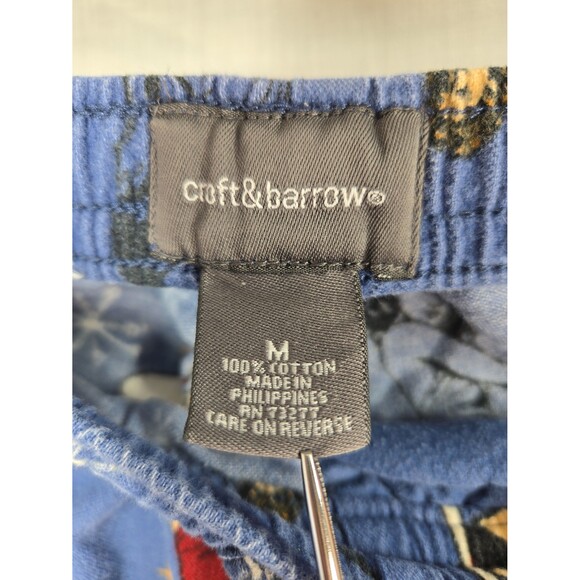 croft&barrow®
M
100% COTTON
MADE IN
PHILIPPINES
RN 73277
CARE ON REVERSE